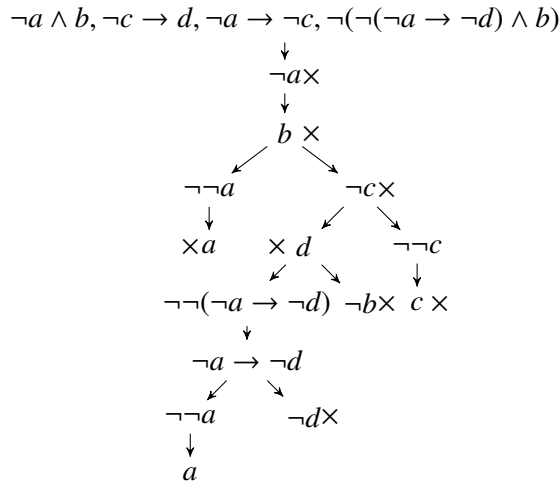 ¬a ∧ b, ¬c → d, ¬a → ¬c, ¬(¬(¬a → ¬d) ∧ b)
¬a×
b ×
¬¬a ¬c×
×a × d ¬¬c
¬¬(¬a → ¬d) ¬b× c ×
¬a → ¬d
¬¬a ¬d×
a